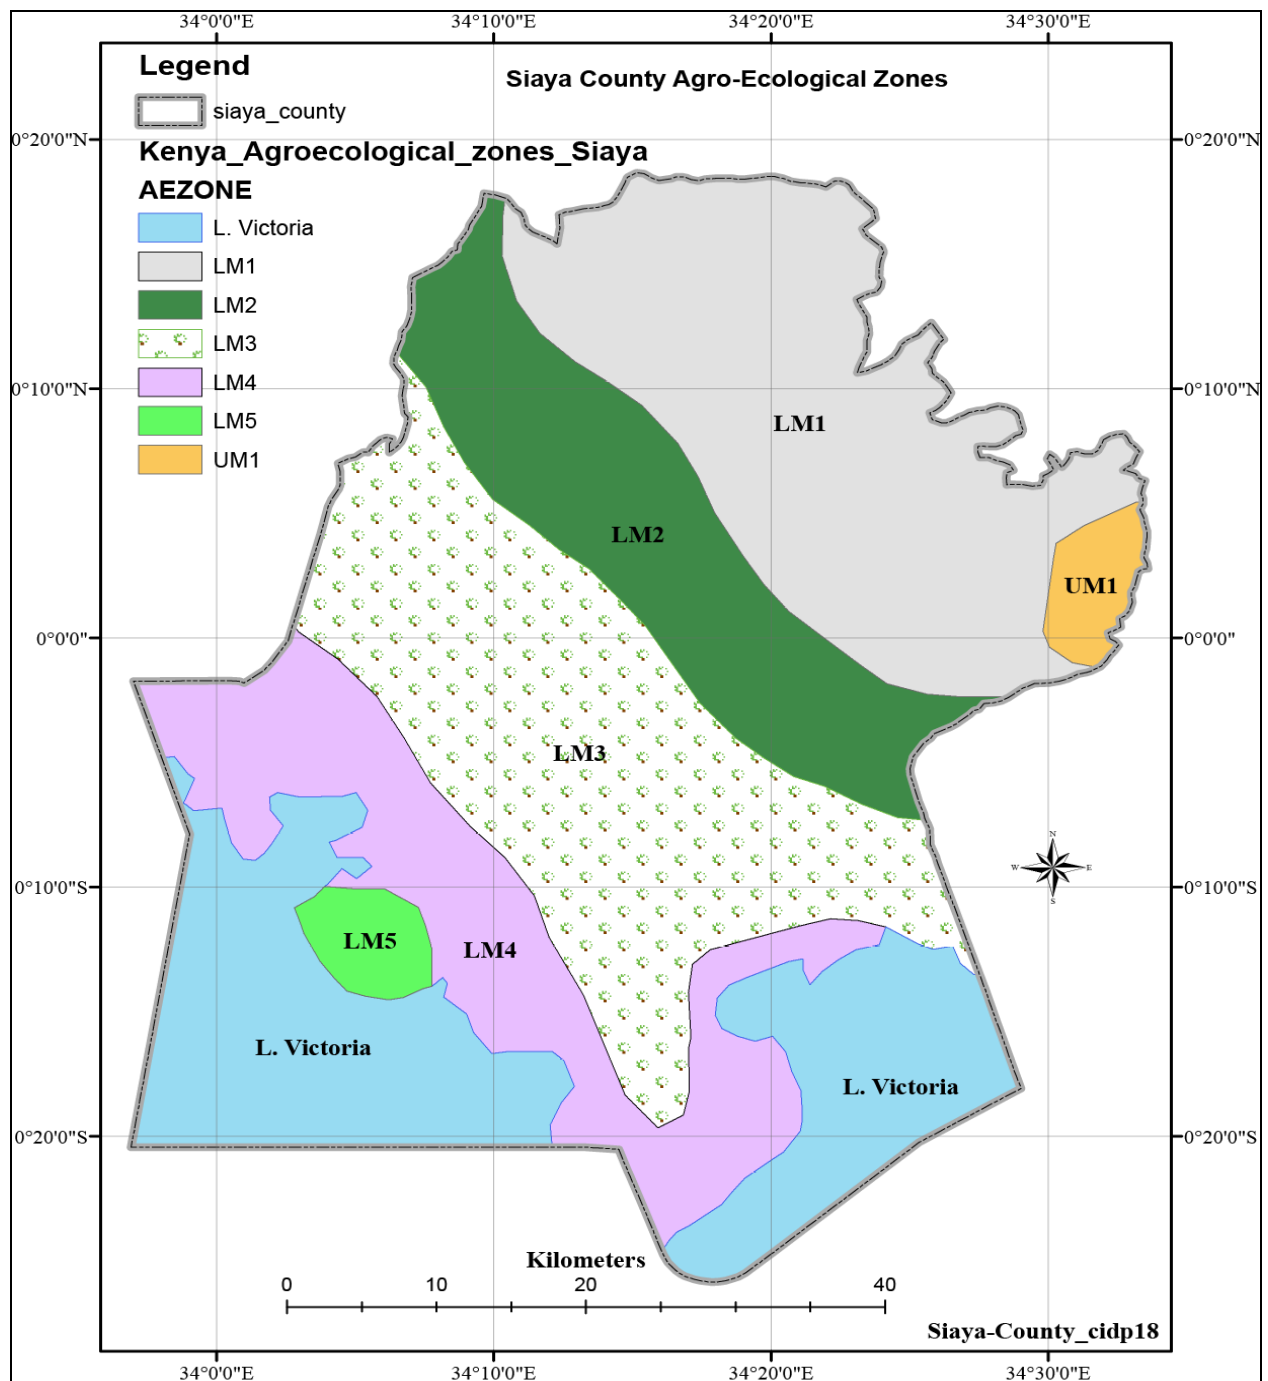 34°0'0"E 34°10'0"E 34°20'0"E 34°30'0"E
Legend
Siaya County Agro-Ecological Zones
siaya_county
0°20'0"N 0°20'0"N
Kenya_Agroecological_zones_Siaya
AEZONE
L. Victoria
LM1
LM2
LM3
LM4
LM5
UM1
0°10'0"N 0°10'0"N
LM1
LM2
UM1
0°0'0" 0°0'0"
LM3
N
W E
S
0°10'0"S 0°10'0"S
LM5
LM4
L. Victoria
L. Victoria
0°20'0"S 0°20'0"S
Kilometers
0 10 20 40
Siaya-County_cidp18
34°0'0"E 34°10'0"E 34°20'0"E 34°30'0"E